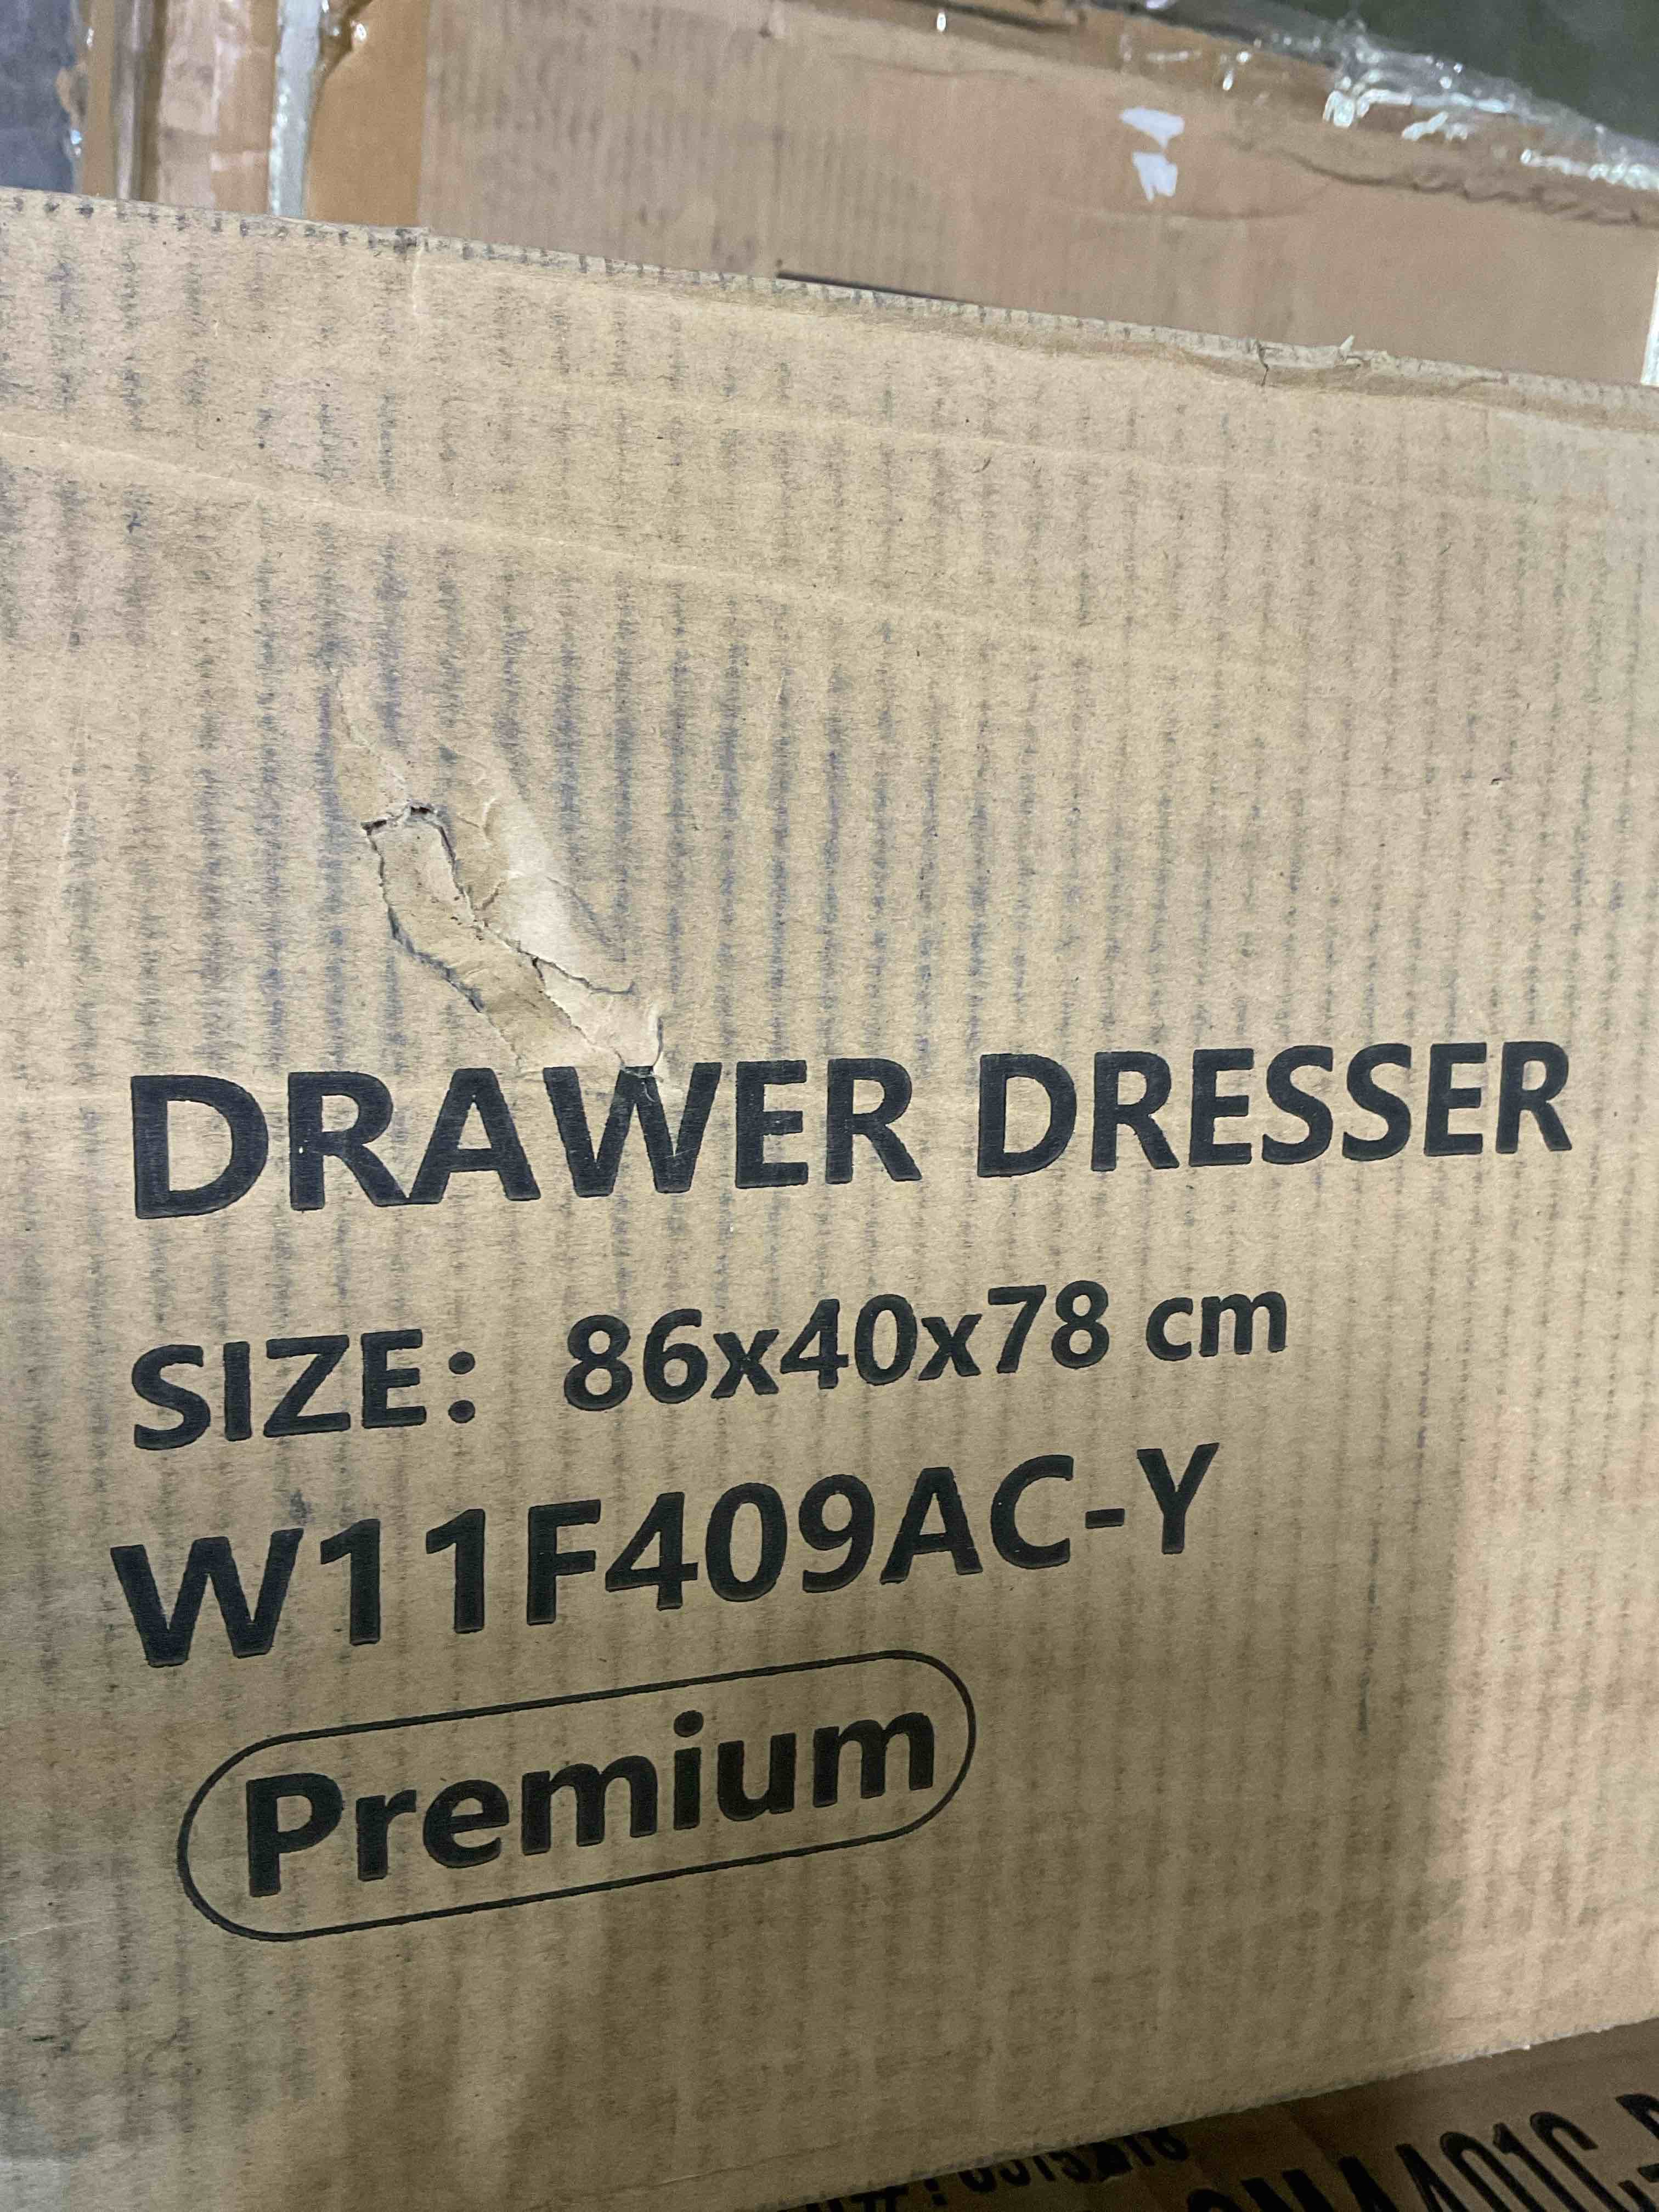 DRAWER DRESSER
SIZE: 86x40x78 cm
W11F409AC-Y
Premium